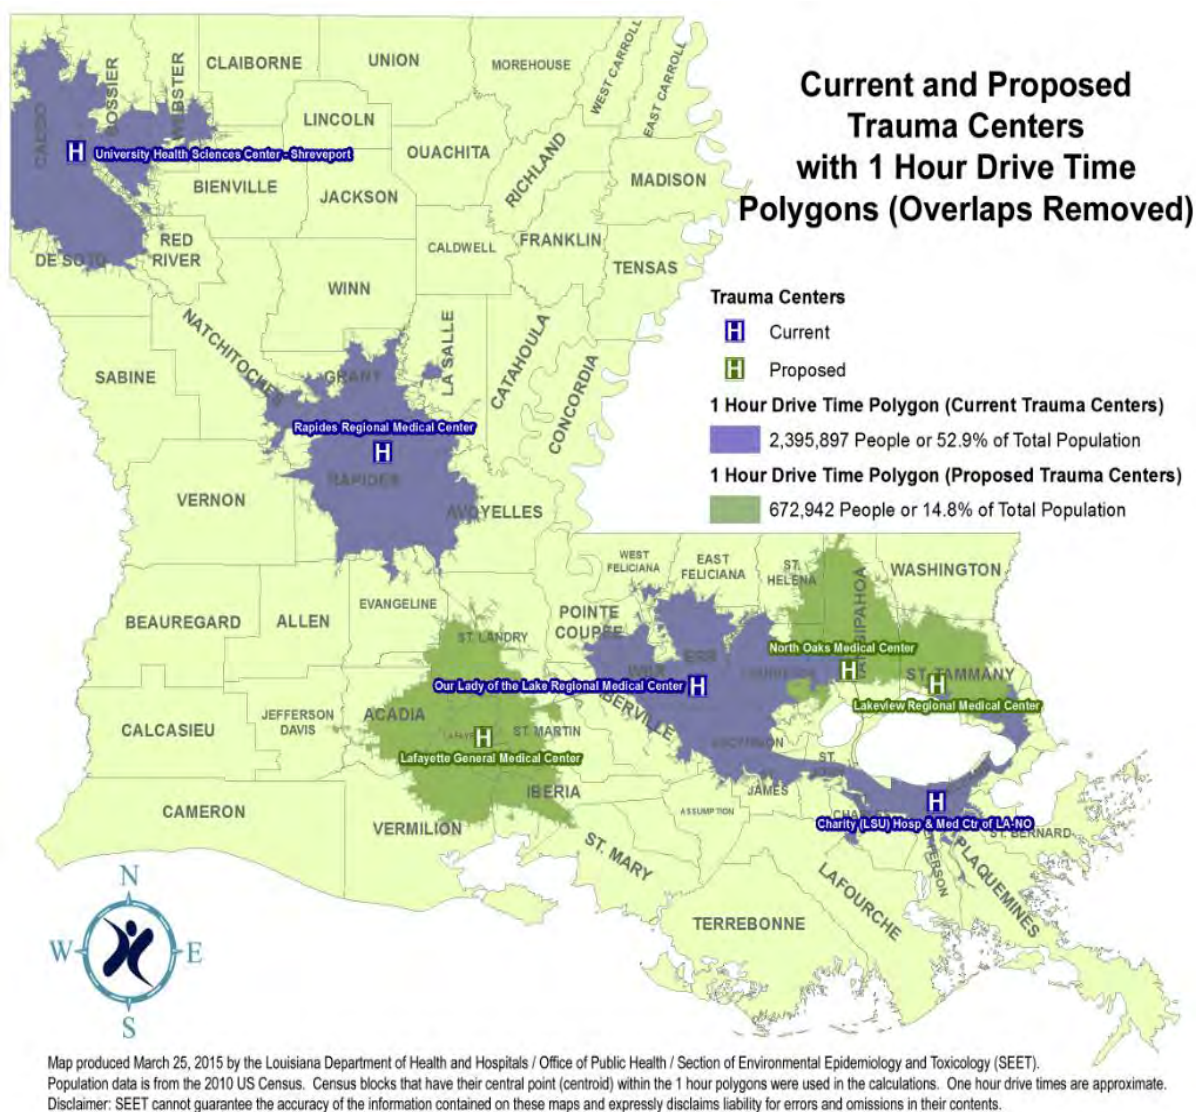 Current and Proposed
Trauma Centers
with 1 Hour Drive Time
Polygons (Overlaps Removed)
Trauma Centers
H Current
H Proposed
1 Hour Drive Time Polygon (Current Trauma Centers)
2,395,897 People or 52.9% of Total Population
1 Hour Drive Time Polygon (Proposed Trauma Centers)
672,942 People or 14.8% of Total Population
CADDO
BOSSIER
WEBSTER
CLAIBORNE
UNION
MOREHOUSE
WEST CARROLL
EAST CARROLL
LINCOLN
H University Health Sciences Center - Shreveport
OUACHITA
RICHLAND
MADISON
BIENVILLE
JACKSON
DE SOTO
RED
RIVER
CALDWELL
FRANKLIN
TENSAS
WINN
NATCHITOCHES
LA SALLE
CATAHOULA
CONCORDIA
SABINE
GRANT
Rapides Regional Medical Center
H
RAPIDES
VERNON
AVOYELLES
WEST
FELICIANA
EAST
FELICIANA
ST.
HELENA
TANGIPAHOA
WASHINGTON
BEAUREGARD
ALLEN
EVANGELINE
ST. LANDRY
POINTE
COUPEE
North Oaks Medical Center
H
EBR
WBR
ST. TAMMANY
H
Our Lady of the Lake Regional Medical Center H
Lakeview Regional Medical Center
IBERVILLE
CALCASIEU
JEFFERSON
DAVIS
ACADIA
H
ST. MARTIN
Lafayette General Medical Center
ASCENSION
ST.
JAMES
IBERIA
ASSUMPTION
CAMERON
VERMILION
H
Charity (LSU) Hosp & Med Ctr of LA-NO
ST. BERNARD
ST. MARY
JEFFERSON
PLAQUEMINES
LAFOURCHE
TERREBONNE
N
W E
S
Map produced March 25, 2015 by the Louisiana Department of Health and Hospitals / Office of Public Health / Section of Environmental Epidemiology and Toxicology (SEET).
Population data is from the 2010 US Census. Census blocks that have their central point (centroid) within the 1 hour polygons were used in the calculations. One hour drive times are approximate.
Disclaimer: SEET cannot guarantee the accuracy of the information contained on these maps and expressly disclaims liability for errors and omissions in their contents.